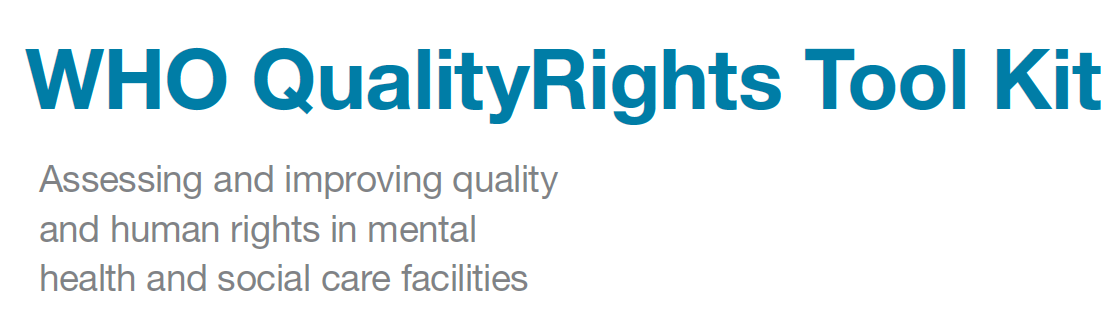 WHO QualityRights Tool Kit
Assessing and improving quality
and human rights in mental
health and social care facilities